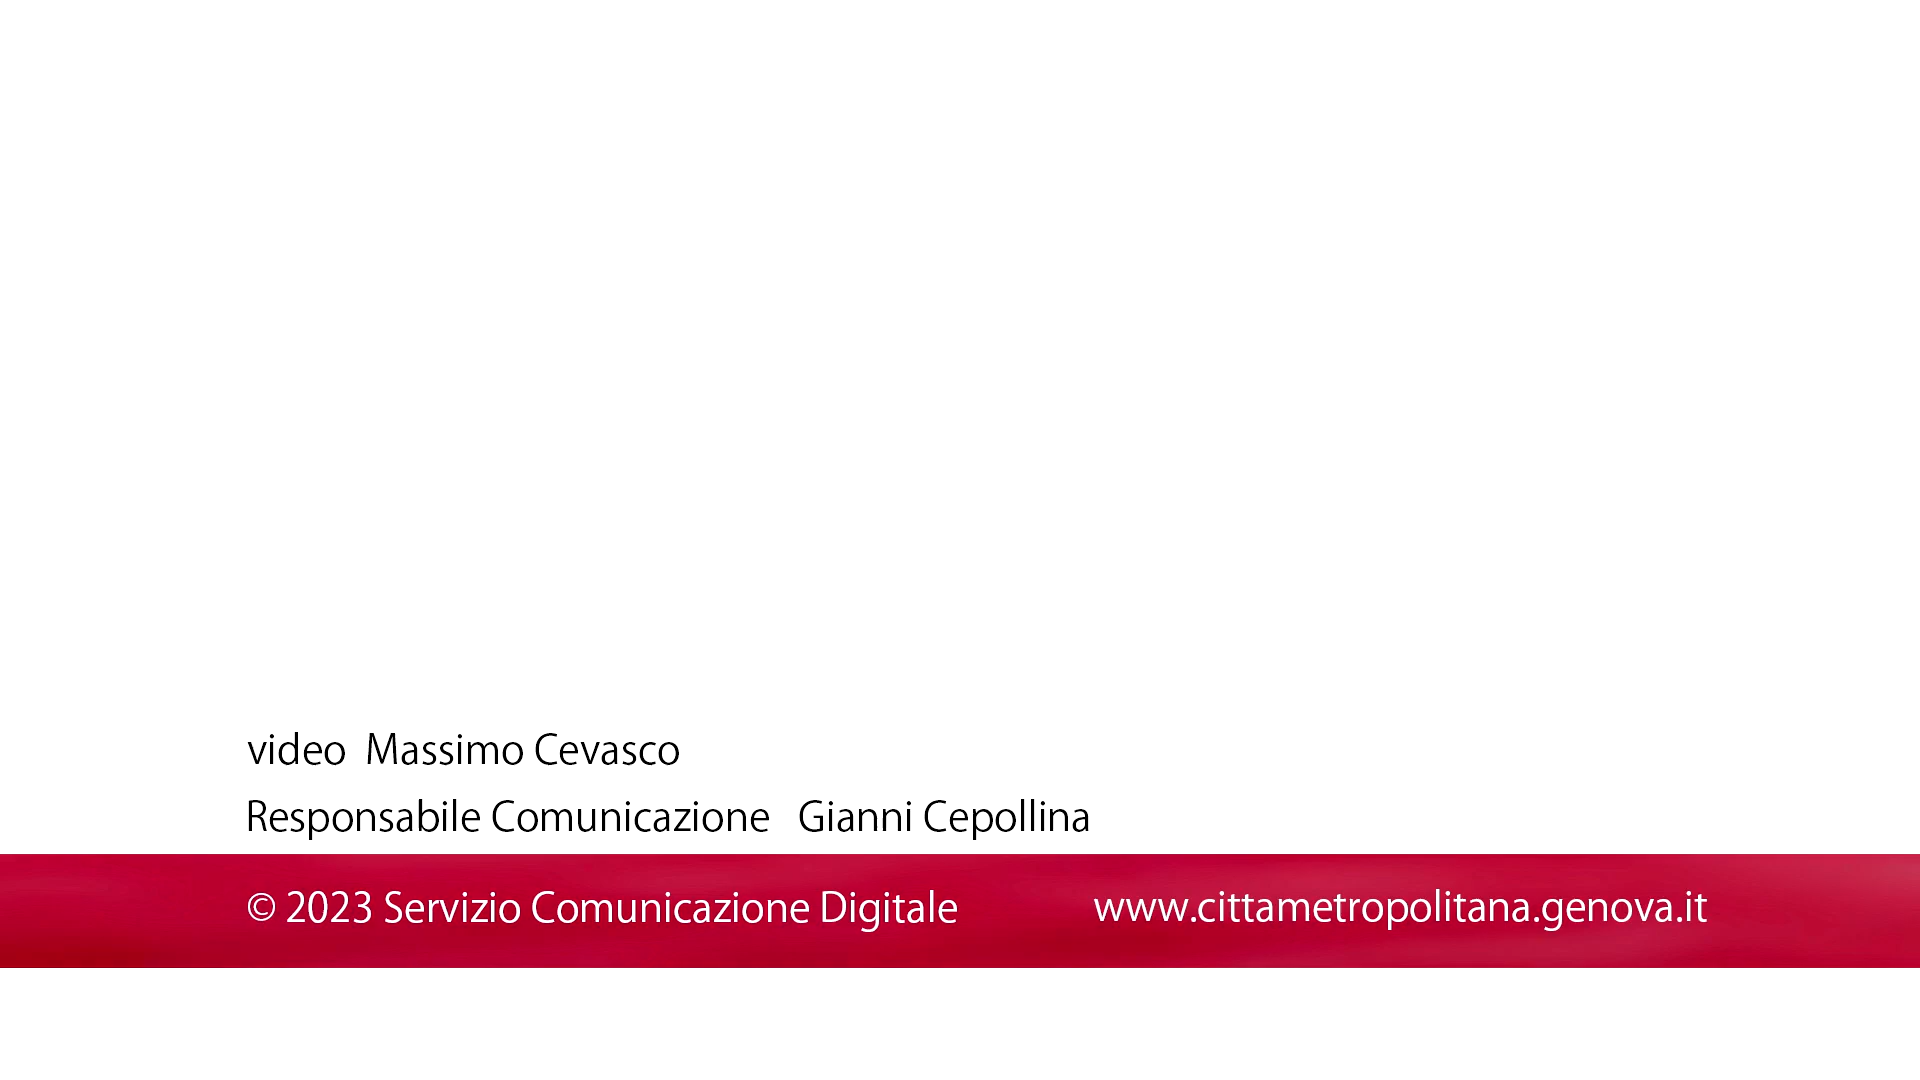 video Massimo Cevasco
Responsabile Comunicazione Gianni Cepollina
© 2023 Servizio Comunicazione Digitale www.cittametropolitana.genova.it